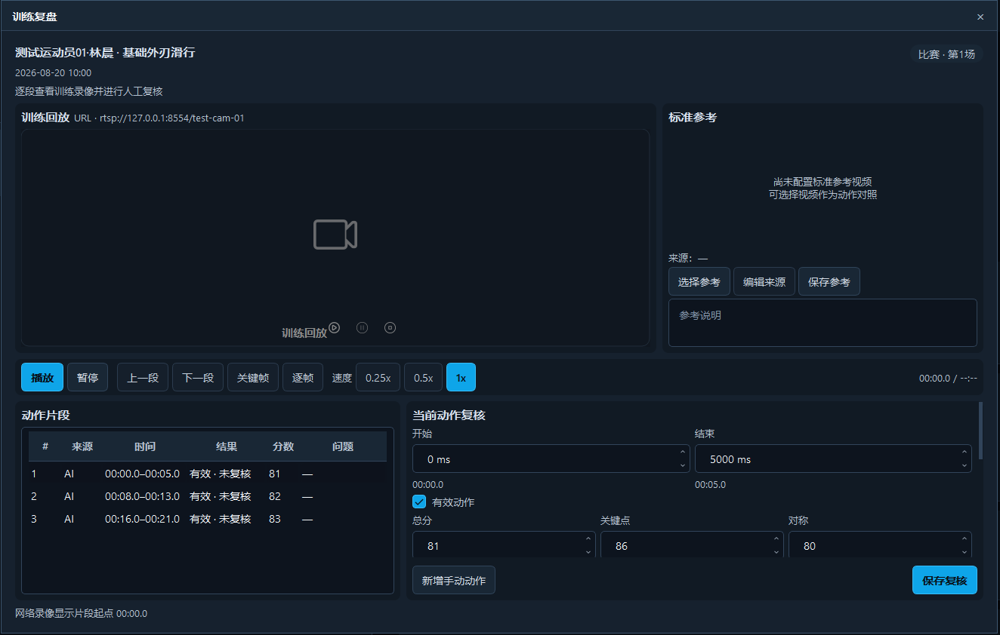 训练复盘 ×
测试运动员01·林晨 · 基础外刃滑行 比赛 · 第1场
2026-08-20 10:00
逐段查看训练录像并进行人工复核
训练回放 URL · rtsp://127.0.0.1:8554/test-cam-01
训练回放
标准参考
尚未配置标准参考视频
可选择视频作为动作对照
来源: —
选择参考 编辑来源 保存参考
参考说明
播放 暂停 上一段 下一段 关键帧 逐帧 速度 0.25x 0.5x 1x 00:00.0 / --:--
动作片段
# 来源 时间 结果 分数 问题
1 AI 00:00.0–00:05.0 有效 · 未复核 81 —
2 AI 00:08.0–00:13.0 有效 · 未复核 82 —
3 AI 00:16.0–00:21.0 有效 · 未复核 83 —
当前动作复核
开始 结束
0 ms 5000 ms
00:00.0 00:05.0
有效动作
总分 关键点 对称
81 86 80
新增手动动作 保存复核
网络录像显示片段起点 00:00.0